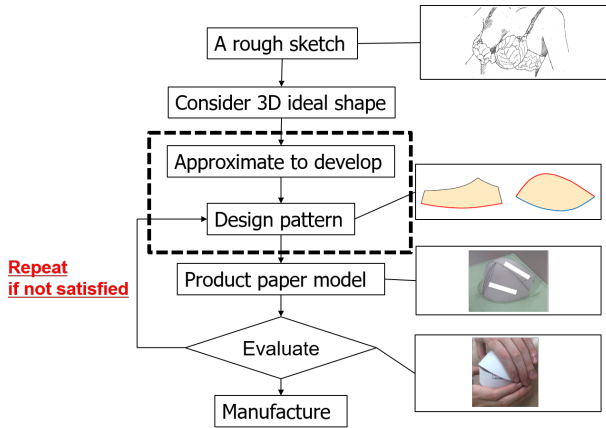 A rough sketch
Consider 3D ideal shape
Approximate to develop
Design pattern
Repeat
if not satisfied
Product paper model
Evaluate
Manufacture